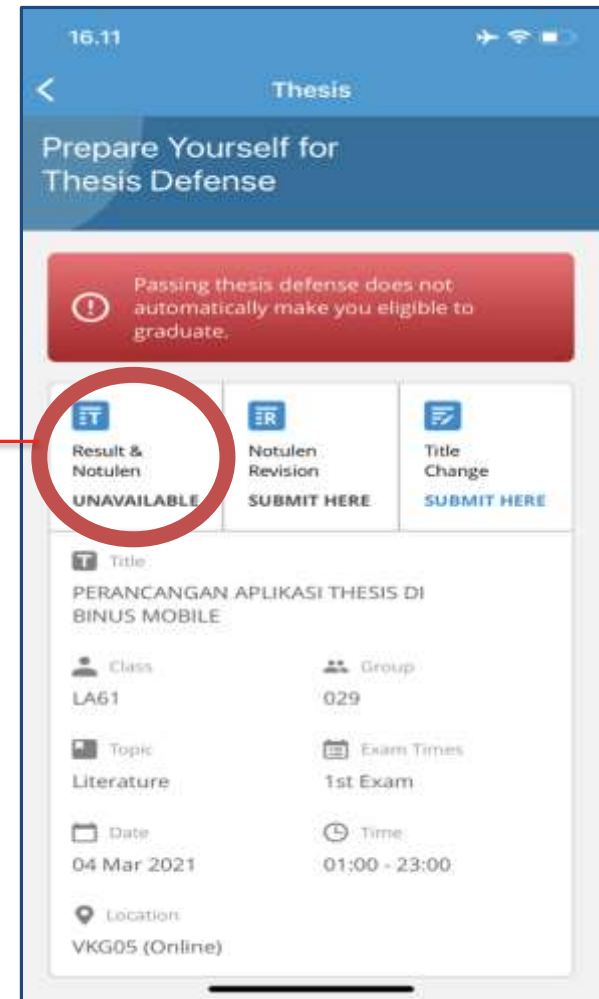 16.11
Thesis
Prepare Yourself for
Thesis Defense
Passing thesis defense does not
automatically make you eligible to
graduate.
T
Result &
Notulen
UNAVAILABLE
R
Notulen
Revision
SUBMIT HERE
Title
Change
SUBMIT HERE
T Title
PERANCANGAN APLIKASI THESIS DI
BINUS MOBILE
Class
LA61
Group
029
Topic
Literature
Exam Times
1st Exam
Date
04 Mar 2021
Time
01:00 - 23:00
Location
VKG05 (Online)